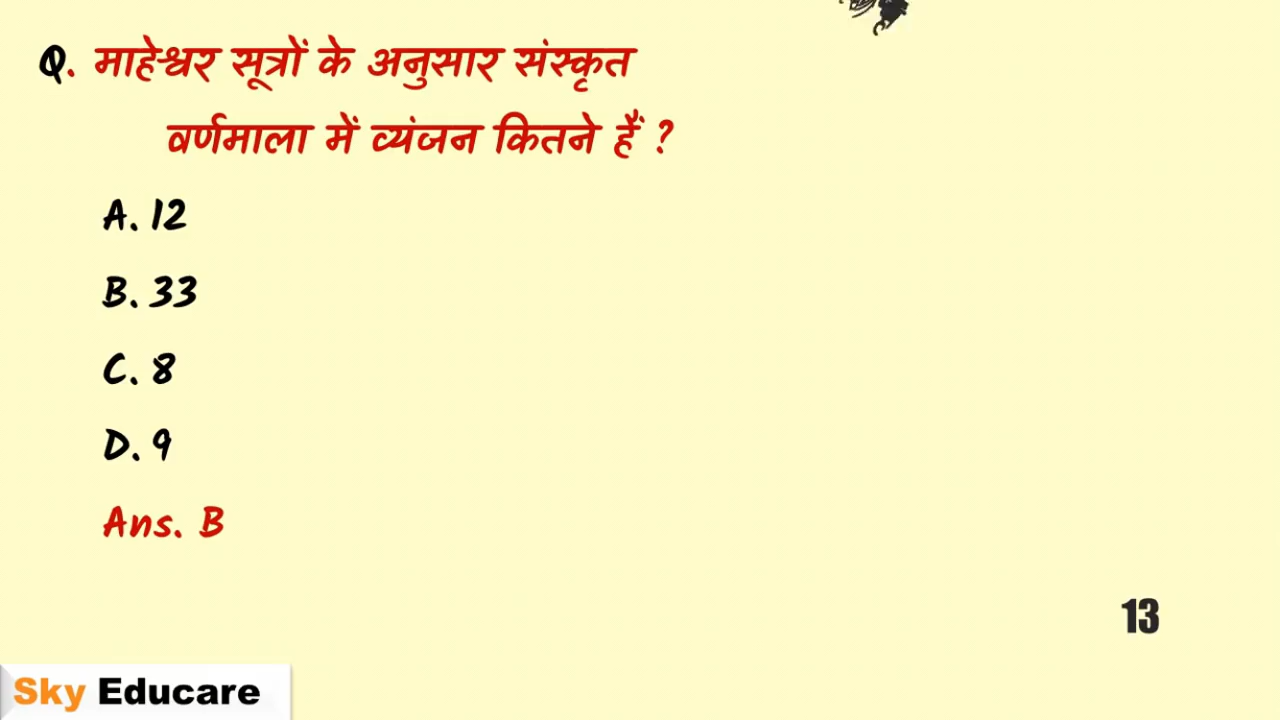 Q. माहेश्वर सूत्रों के अनुसार संस्कृत
वर्णमाला में व्यंजन कितने हैं ?
A. 12
B. 33
C. 8
D. 9
Ans. B
13
Sky Educare